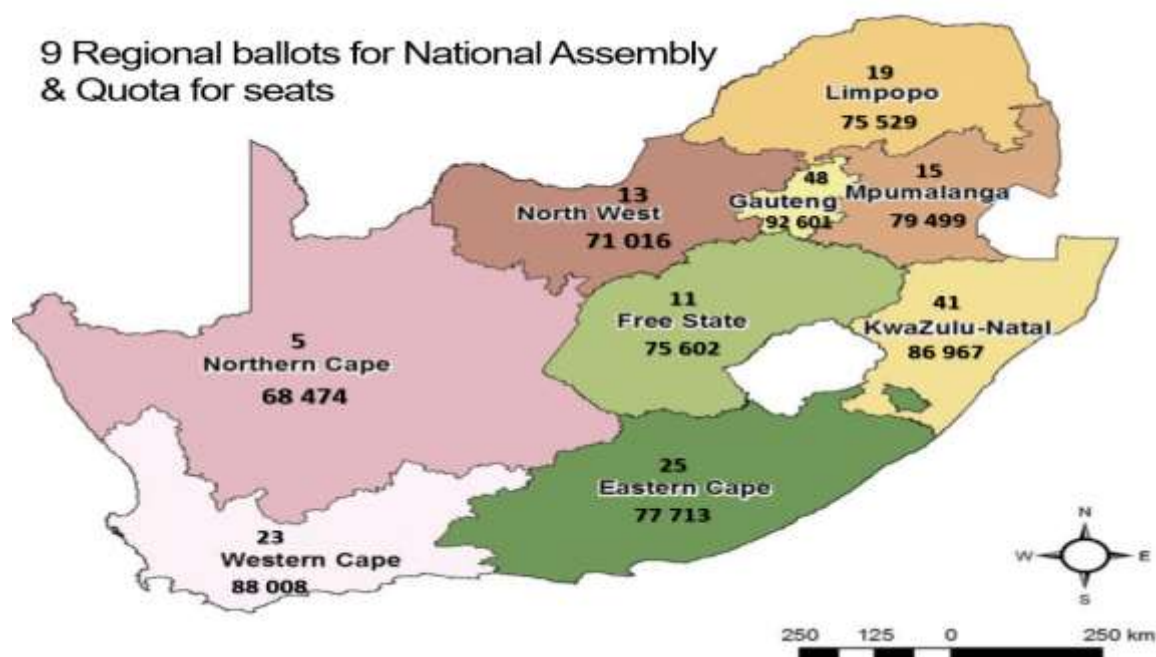 9 Regional ballots for National Assembly
& Quota for seats
19
Limpopo
75 529
15
Mpumalanga
79 499
48
Gauteng
92 601
13
North West
71 016
11
Free State
75 602
41
KwaZulu-Natal
86 967
5
Northern Cape
68 474
25
Eastern Cape
77 713
23
Western Cape
88 008
N
W E
S
250 125 0 250 km